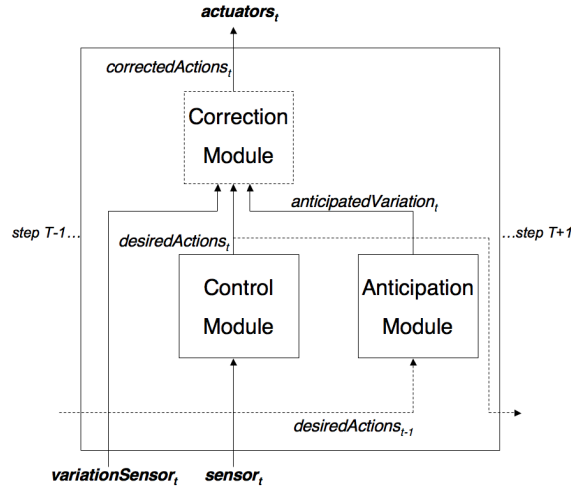 actuators_t
correctedActions_t
Correction
Module
anticipatedVariation_t
step T-1…
desiredActions_t
…step T+1
Control
Module
Anticipation
Module
desiredActions_t-1
variationSensor_t
sensor_t